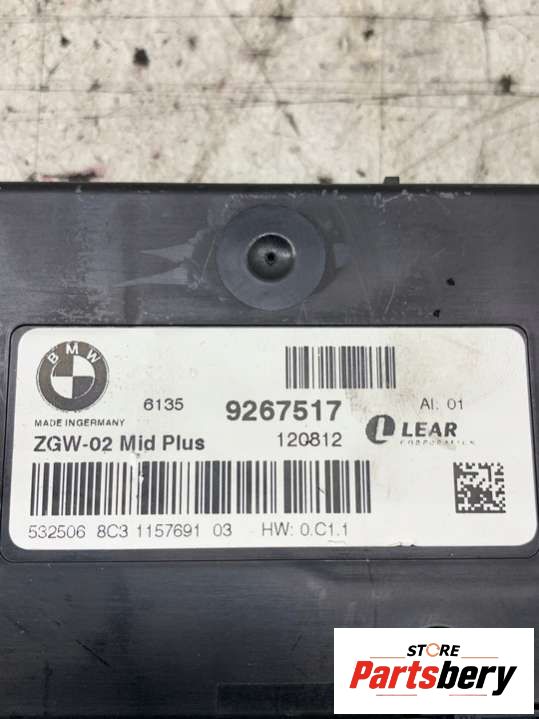 BMW
MADE INGERMANY
6135 9267517 AI: 01
ZGW-02 Mid Plus 120812 LEAR
CORPORATION
532506 8C3 1157691 03 - HW: 0.C1.1
STORE
Partsbery